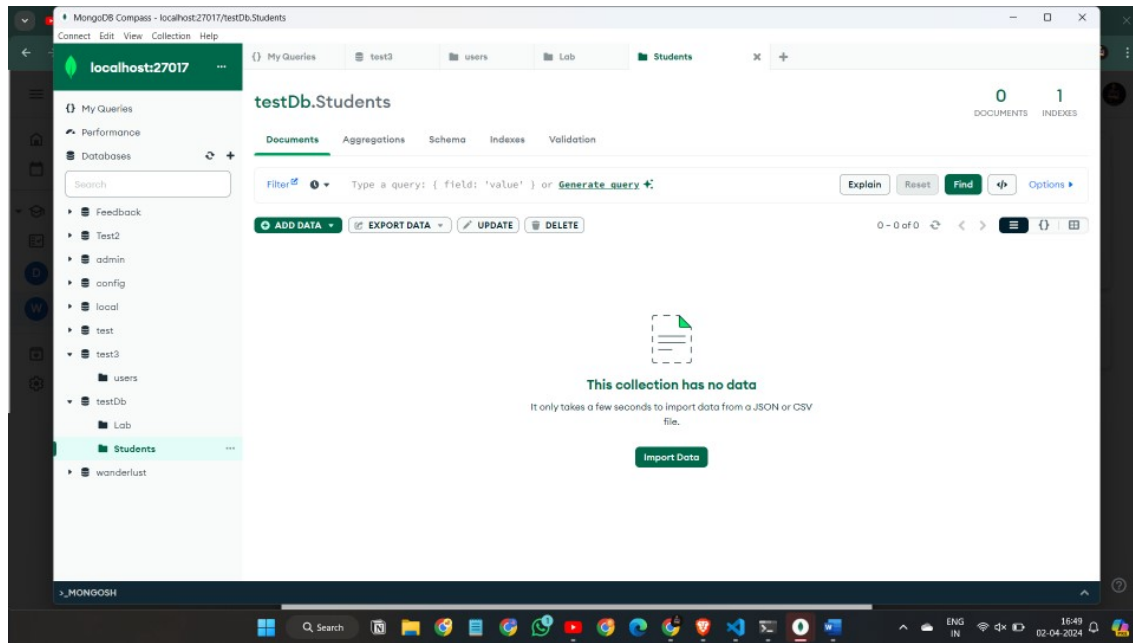 MongoDB Compass - localhost:27017/testDb.Students
Connect Edit View Collection Help
localhost:27017 ...
{} My Queries
test3
users
Lab
Students
My Queries
Performance
Databases
Search
Feedback
Test2
admin
config
local
test
test3
users
testDb
Lab
Students
wanderlust
testDb.Students
0 DOCUMENTS
1 INDEXES
Documents Aggregations Schema Indexes Validation
Filter Type a query: { field: 'value' } or Generate query
Explain Reset Find </> Options
ADD DATA EXPORT DATA UPDATE DELETE
0 – 0 of 0
{}
This collection has no data
It only takes a few seconds to import data from a JSON or CSV
file.
Import Data
>_MONGOSH
D
W
Search
ENG
IN
16:49
02-04-2024